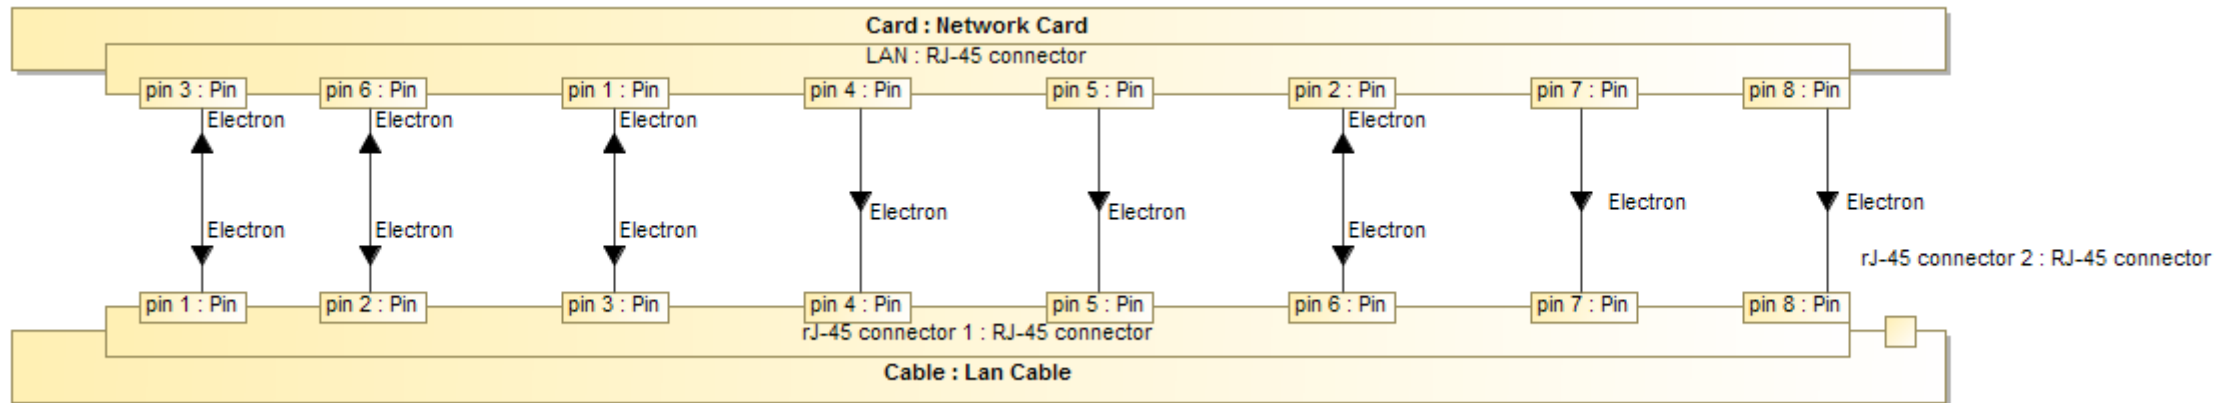 Card : Network Card
LAN : RJ-45 connector
pin 3 : Pin
pin 6 : Pin
pin 1 : Pin
pin 4 : Pin
pin 5 : Pin
pin 2 : Pin
pin 7 : Pin
pin 8 : Pin
Electron
Electron
Electron
Electron
Electron
Electron
Electron
Electron
Electron
Electron
Electron
Electron
rJ-45 connector 2 : RJ-45 connector
pin 1 : Pin
pin 2 : Pin
pin 3 : Pin
pin 4 : Pin
pin 5 : Pin
pin 6 : Pin
pin 7 : Pin
pin 8 : Pin
rJ-45 connector 1 : RJ-45 connector
Cable : Lan Cable